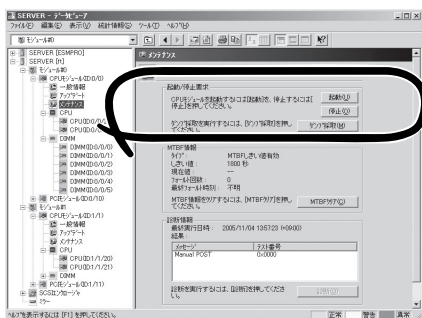 SERVER - ﾃﾞｰﾀﾋﾞｭｰｱ
ﾌｧｲﾙ(F) 編集(E) 表示(V) 統計情報(S) ﾂｰﾙ(T) ﾍﾙﾌﾟ(H)
ﾓｼﾞｭｰﾙ#0
SERVER [ESMPRO]
SERVER [ft]
ﾓｼﾞｭｰﾙ#0
CPUﾓｼﾞｭｰﾙ(ID:0/0)
一般情報
ｱｯﾌﾟﾃﾞｰﾄ
ﾒﾝﾃﾅﾝｽ
CPU
CPU(ID:0/
CPU(ID:0/
DIMM
DIMM(ID:0/0/0)
DIMM(ID:0/0/1)
DIMM(ID:0/0/2)
DIMM(ID:0/0/3)
DIMM(ID:0/0/4)
DIMM(ID:0/0/5)
PCIﾓｼﾞｭｰﾙ(ID:0/10)
ﾓｼﾞｭｰﾙ#1
CPUﾓｼﾞｭｰﾙ(ID:1/1)
一般情報
ｱｯﾌﾟﾃﾞｰﾄ
ﾒﾝﾃﾅﾝｽ
CPU
CPU(ID:1/1/20)
CPU(ID:1/1/21)
DIMM
PCIﾓｼﾞｭｰﾙ(ID:1/11)
SCSIｴﾝｸﾛｰｼﾞｬ
ﾐﾗｰ
ﾒﾝﾃﾅﾝｽ
起動/停止要求
CPUﾓｼﾞｭｰﾙを起動するには[起動]を、停止するには[
停止]を押してください。
起動(U)
停止(D)
ﾀﾞﾝﾌﾟ採取を実行するには、[ﾀﾞﾝﾌﾟ採取]を押し
てください。
ﾀﾞﾝﾌﾟ採取(M)
MTBF情報
ﾀｲﾌﾟ: MTBFしきい値有効
しきい値: 1800 秒
現在値: --
ﾌｫｰﾙﾄ回数: 0
最終ﾌｫｰﾙﾄ時刻: 不明
MTBF情報をｸﾘｱするには、[MTBFｸﾘｱ]を押し
てください。
MTBFｸﾘｱ(C)
診断情報
最終実行日時: 2005/11/04 13:57:23 (+09:00)
結果:
ﾒｯｾｰｼﾞ ﾃｽﾄ番号
Manual POST 0x0000
診断を実行するには、[診断]を押してくださ
い。
診断(D)
ﾍﾙﾌﾟを表示するには [F1] を押してください。
正常 警告 異常